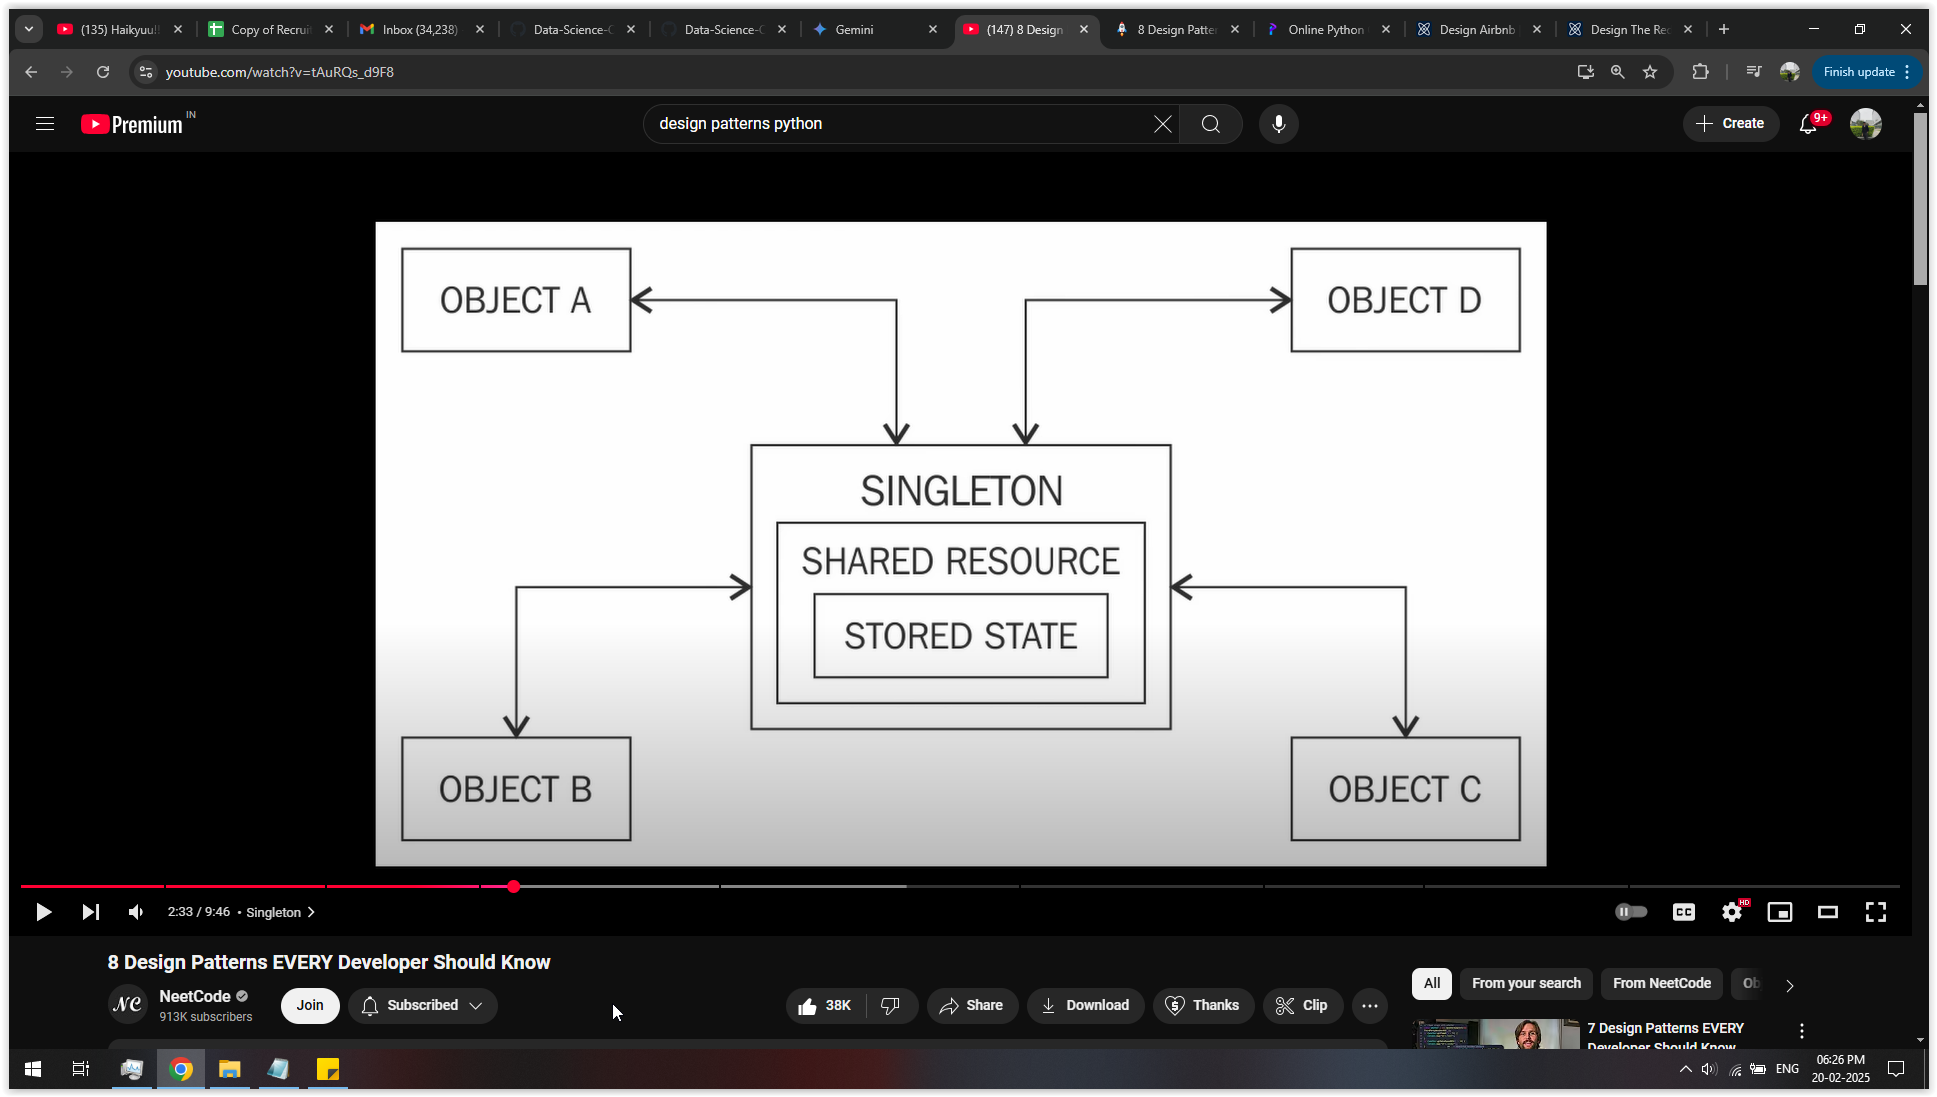 (135) Haikyuu!!
Copy of Recruit
Inbox (34,238)
Data-Science-C
Data-Science-C
Gemini
(147) 8 Design
8 Design Patter
Online Python
Design Airbnb
Design The Rec
youtube.com/watch?v=tAuRQs_d9F8
Finish update
Premium IN
design patterns python
Create
9+
OBJECT A
OBJECT D
SINGLETON
SHARED RESOURCE
STORED STATE
OBJECT B
OBJECT C
2:33 / 9:46 • Singleton
CC
HD
8 Design Patterns EVERY Developer Should Know
NC
NeetCode
913K subscribers
Join
Subscribed
38K
Share
Download
Thanks
Clip
All
From your search
From NeetCode
Ob
7 Design Patterns EVERY
Developer Should Know
ENG
06:26 PM
20-02-2025